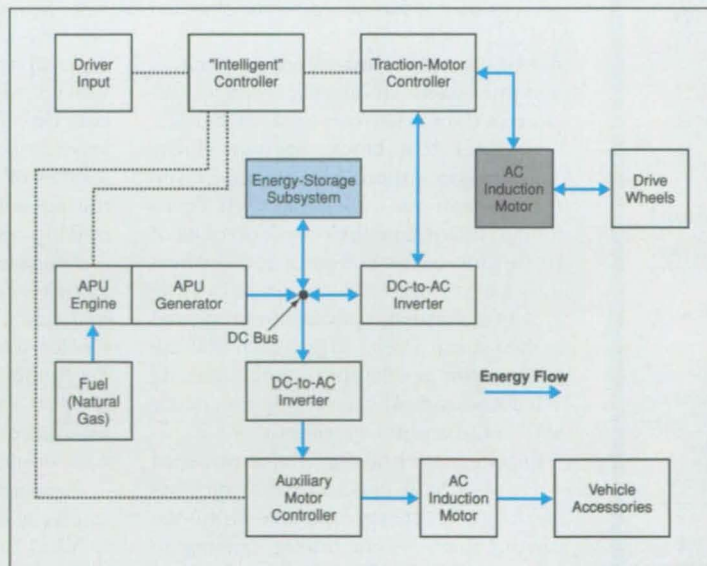 Driver
Input
"Intelligent"
Controller
Traction-Motor
Controller
Energy-Storage
Subsystem
AC
Induction
Motor
Drive
Wheels
APU
Engine
APU
Generator
DC-to-AC
Inverter
DC Bus
Fuel
(Natural
Gas)
DC-to-AC
Inverter
Energy Flow
Auxiliary
Motor
Controller
AC
Induction
Motor
Vehicle
Accessories